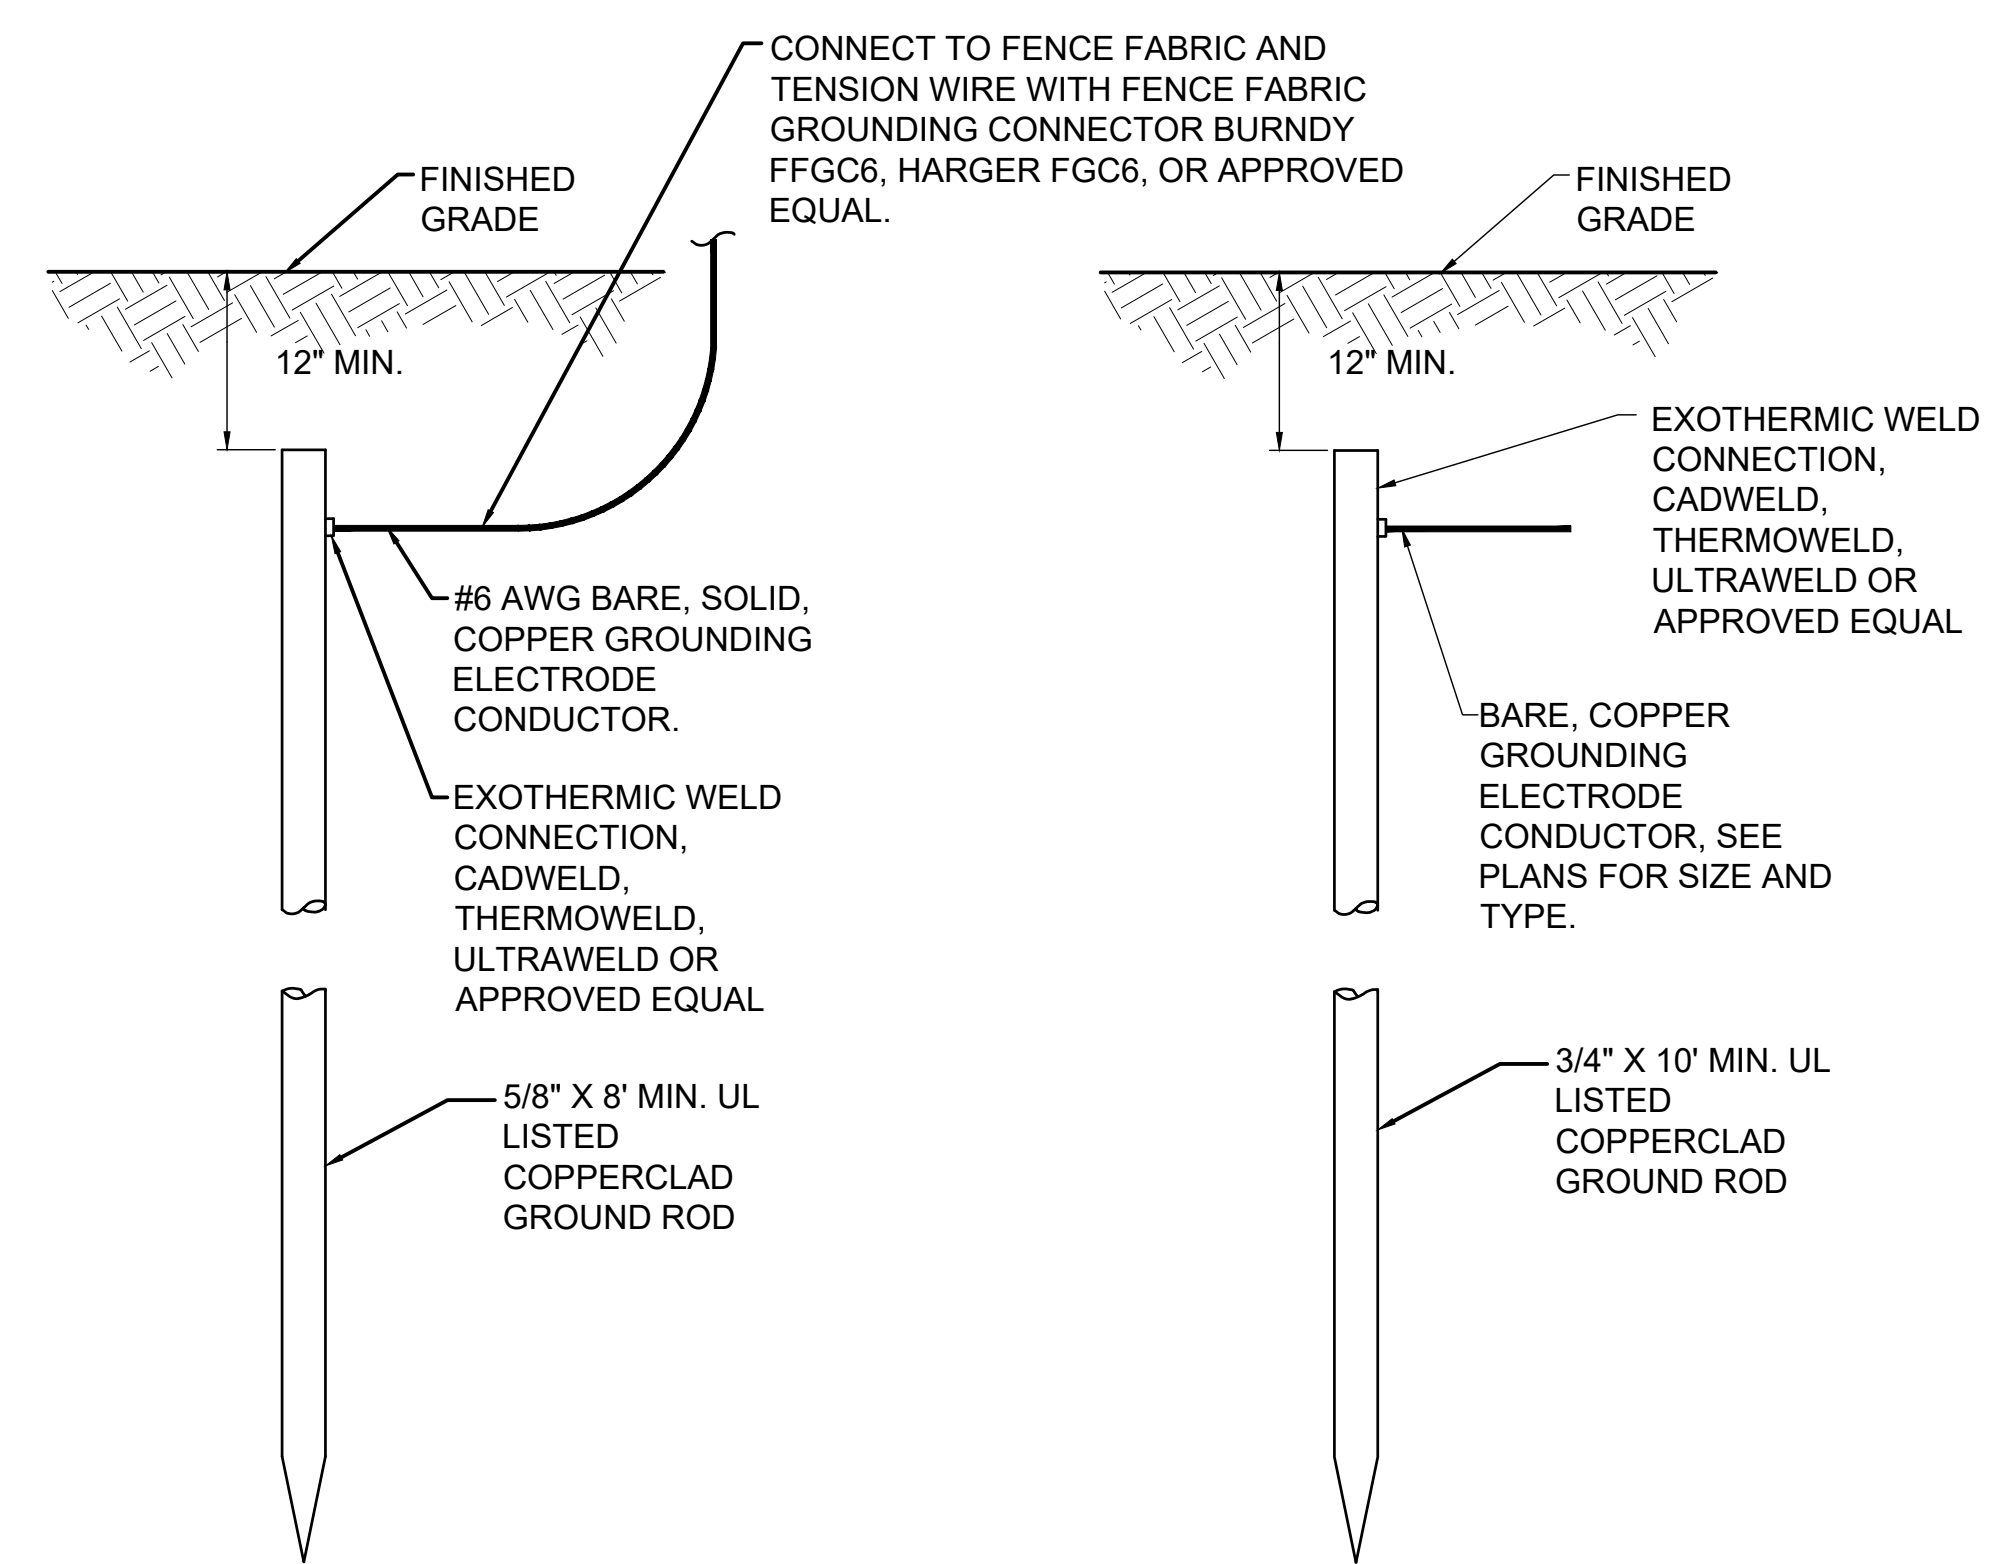 CONNECT TO FENCE FABRIC AND
TENSION WIRE WITH FENCE FABRIC
GROUNDING CONNECTOR BURNDY
FFGC6, HARGER FGC6, OR APPROVED
EQUAL.
FINISHED
GRADE
12" MIN.
#6 AWG BARE, SOLID,
COPPER GROUNDING
ELECTRODE
CONDUCTOR.
EXOTHERMIC WELD
CONNECTION,
CADWELD,
THERMOWELD,
ULTRAWELD OR
APPROVED EQUAL
5/8" X 8' MIN. UL
LISTED
COPPERCLAD
GROUND ROD
FINISHED
GRADE
12" MIN.
EXOTHERMIC WELD
CONNECTION,
CADWELD,
THERMOWELD,
ULTRAWELD OR
APPROVED EQUAL
BARE, COPPER
GROUNDING
ELECTRODE
CONDUCTOR, SEE
PLANS FOR SIZE AND
TYPE.
3/4" X 10' MIN. UL
LISTED
COPPERCLAD
GROUND ROD